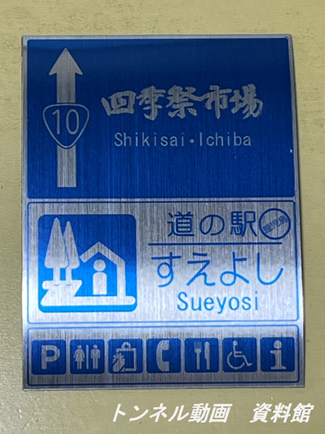 10
四季祭市場
Shikisai・Ichiba
道の駅
すえよし
Sueyosi
P
i
トンネル動画 資料館